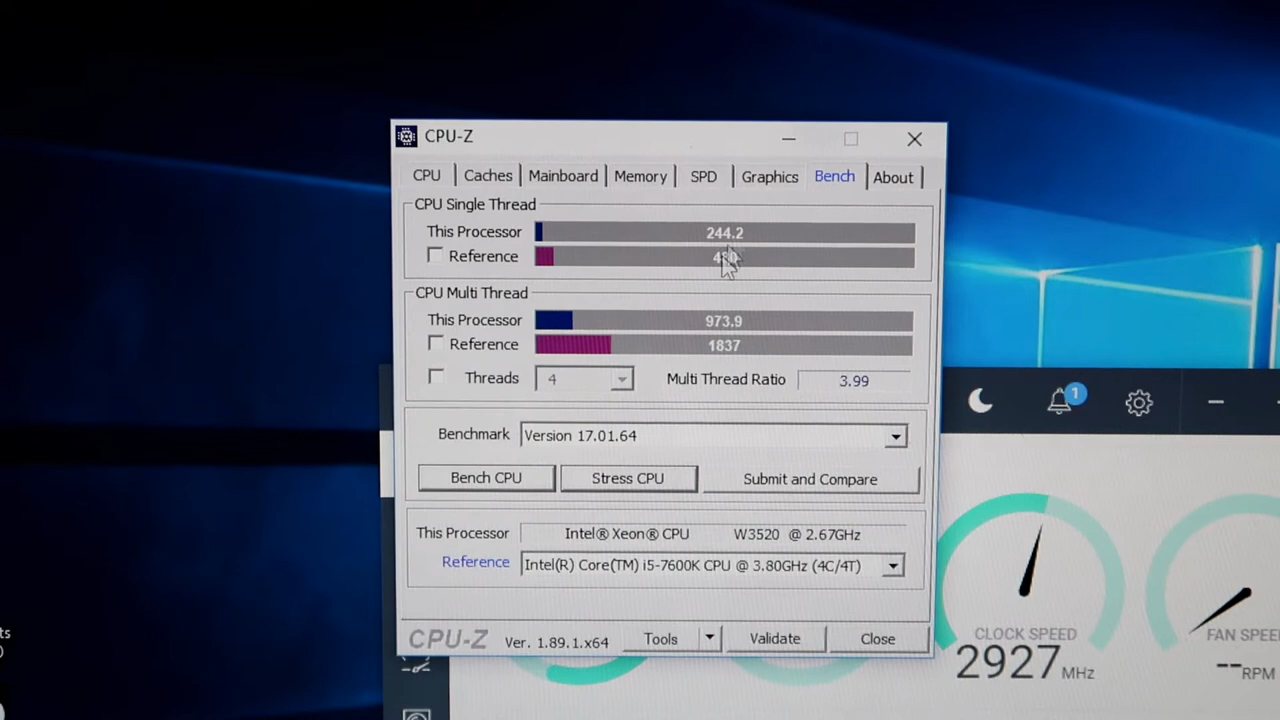 CPU-Z
CPU Caches Mainboard Memory SPD Graphics Bench About
CPU Single Thread
This Processor 244.2
Reference
CPU Multi Thread
This Processor 973.9
Reference 1837
Threads 4 Multi Thread Ratio 3.99
1
Benchmark Version 17.01.64
Bench CPU Stress CPU Submit and Compare
This Processor Intel® Xeon® CPU W3520 @ 2.67GHz
Reference Intel(R) Core(TM) i5-7600K CPU @ 3.80GHz (4C/4T)
CPU-Z Ver. 1.89.1.x64 Tools Validate Close
CLOCK SPEED
2927 MHz
FAN SPEE
--RPM
ts
0